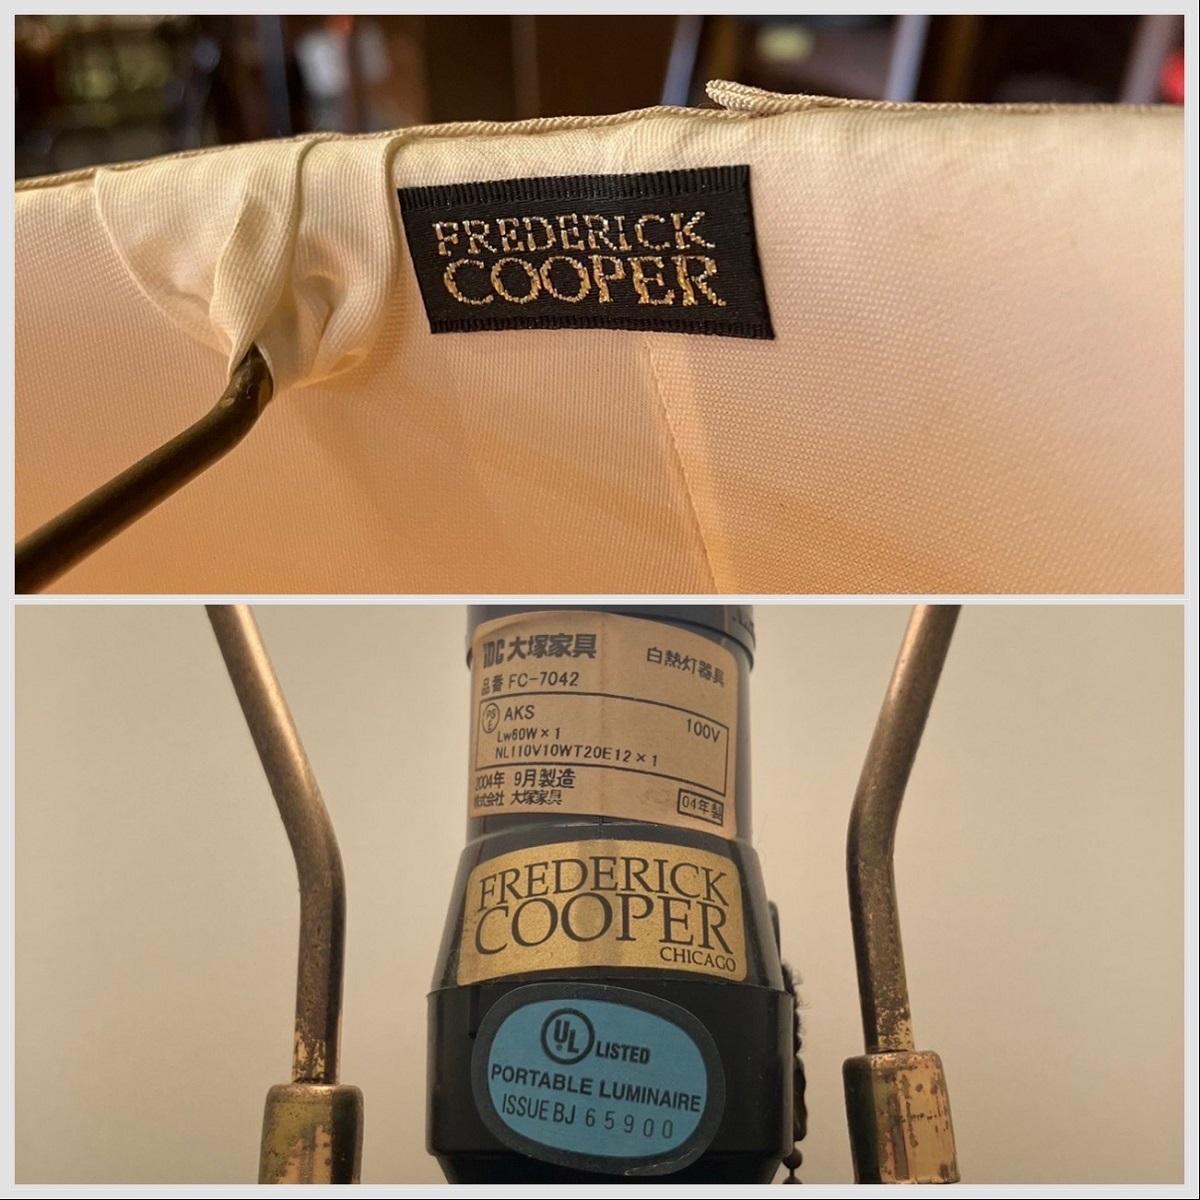 FREDERICK
COOPER
iDC 大塚家具 白熱灯器具
品番 FC-7042
PS E AKS 100V
Lw60W×1
NL110V10WT20E12×1
2004年 9月製造
株式会社 大塚家具 04年製
FREDERICK
COOPER
CHICAGO
UL LISTED
PORTABLE LUMINAIRE
ISSUE BJ 65900